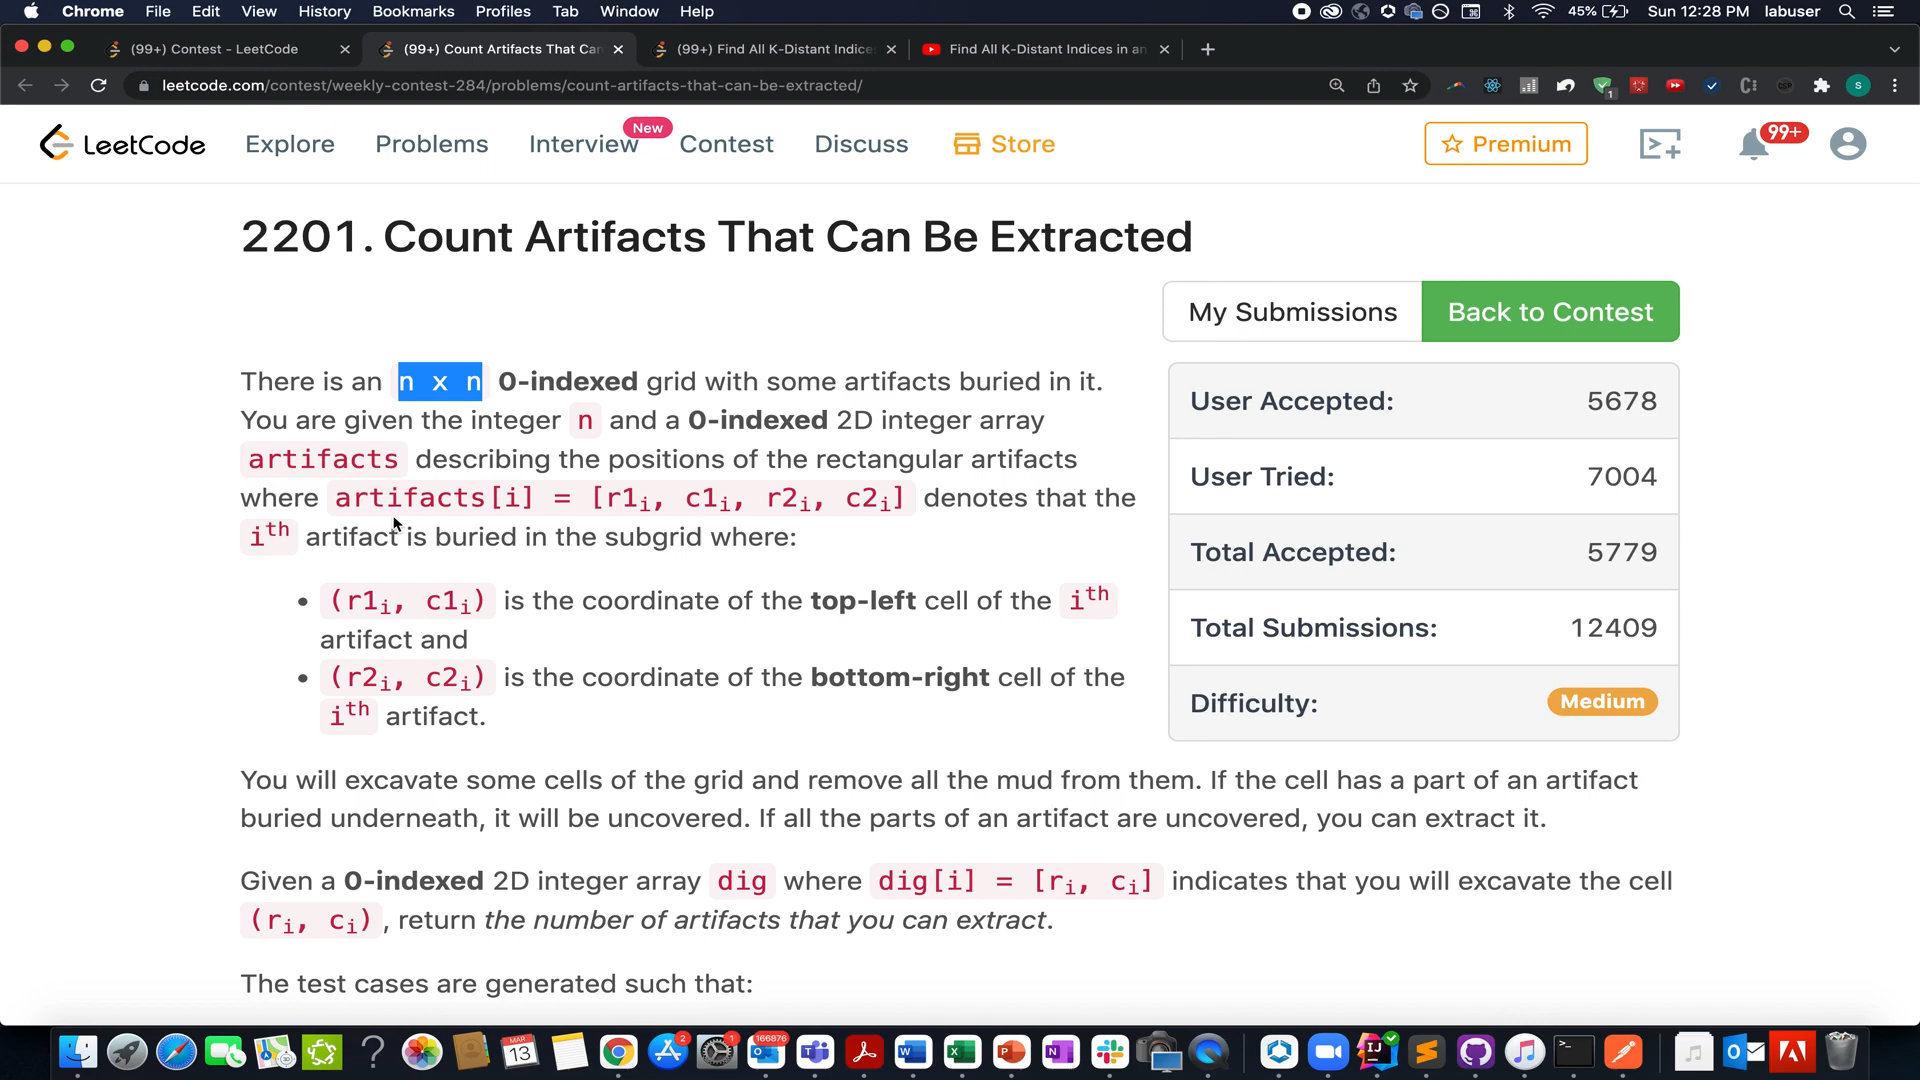 Chrome File Edit View History Bookmarks Profiles Tab Window Help 45% Sun 12:28 PM labuser
(99+) Contest - LeetCode (99+) Count Artifacts That Can (99+) Find All K-Distant Indice Find All K-Distant Indices in an
leetcode.com/contest/weekly-contest-284/problems/count-artifacts-that-can-be-extracted/
LeetCode Explore Problems Interview New Contest Discuss Store Premium 99+
2201. Count Artifacts That Can Be Extracted
My Submissions Back to Contest
There is an n x n 0-indexed grid with some artifacts buried in it.
You are given the integer n and a 0-indexed 2D integer array
artifacts describing the positions of the rectangular artifacts
where artifacts[i] = [r1i, c1i, r2i, c2i] denotes that the
ith artifact is buried in the subgrid where:
• (r1i, c1i) is the coordinate of the top-left cell of the ith
artifact and
• (r2i, c2i) is the coordinate of the bottom-right cell of the
ith artifact.
User Accepted: 5678
User Tried: 7004
Total Accepted: 5779
Total Submissions: 12409
Difficulty: Medium
You will excavate some cells of the grid and remove all the mud from them. If the cell has a part of an artifact
buried underneath, it will be uncovered. If all the parts of an artifact are uncovered, you can extract it.
Given a 0-indexed 2D integer array dig where dig[i] = [ri, ci] indicates that you will excavate the cell
(ri, ci), return the number of artifacts that you can extract.
The test cases are generated such that: